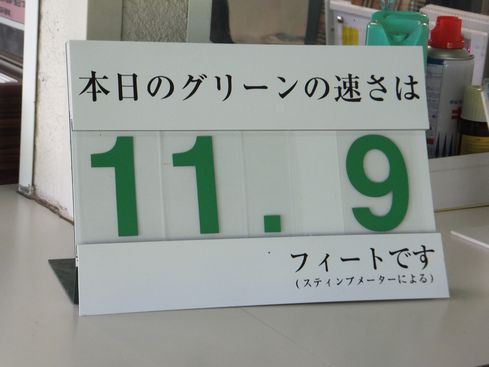 本日のグリーンの速さは
11.9
フィートです
(スティンプメーターによる)